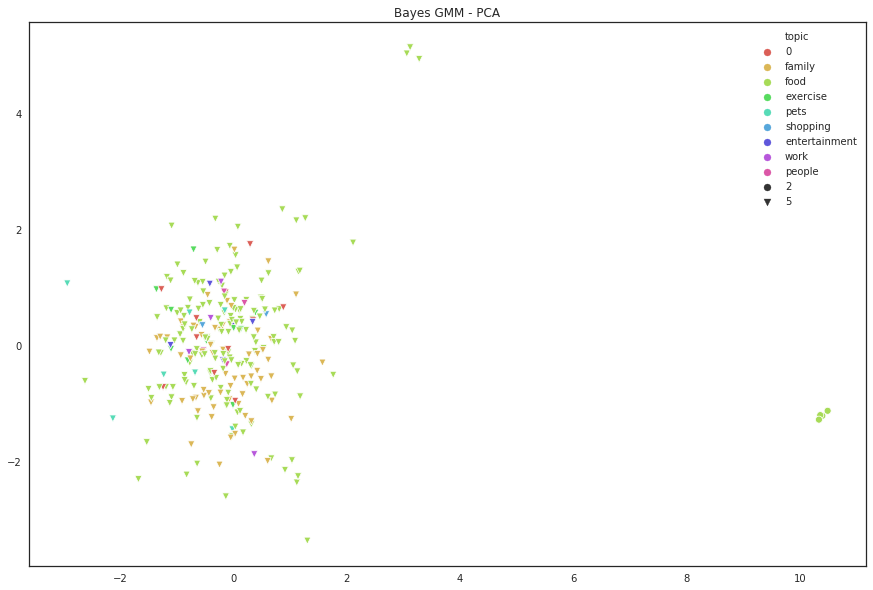 Bayes GMM - PCA
topic
0
family
food
exercise
pets
shopping
entertainment
work
people
2
5
4
2
0
−2
−2
0
2
4
6
8
10